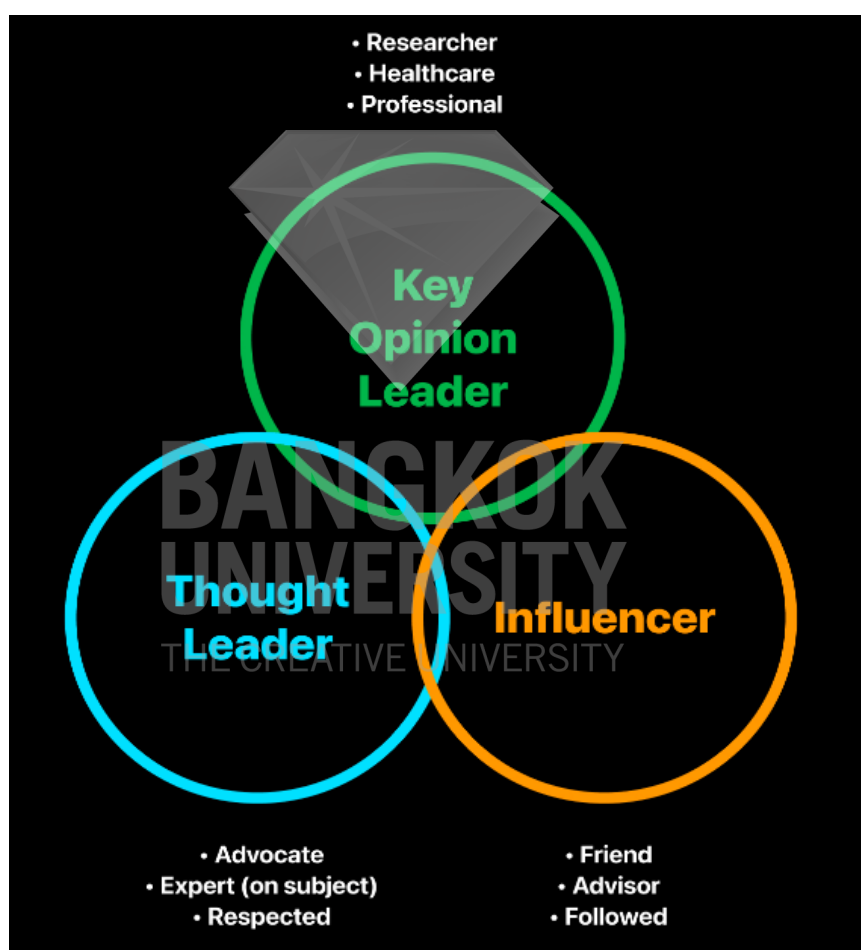 • Researcher
• Healthcare
• Professional
Key
Opinion
Leader
BANGKOK
UNIVERSITY
THE CREATIVE UNIVERSITY
Thought
Leader
Influencer
• Advocate
• Expert (on subject)
• Respected
• Friend
• Advisor
• Followed